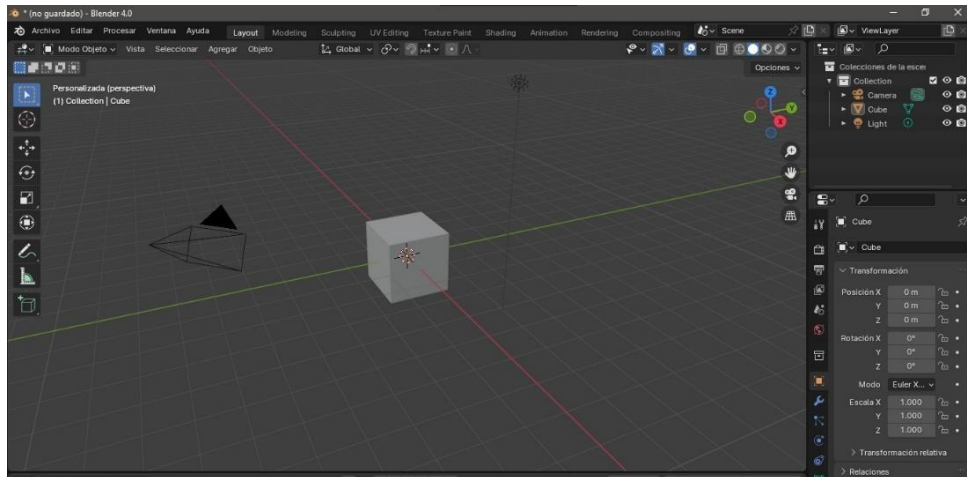 * (no guardado) - Blender 4.0
Archivo Editar Procesar Ventana Ayuda Layout Modeling Sculpting UV Editing Texture Paint Shading Animation Rendering Compositing Scene ViewLayer
Modo Objeto Vista Seleccionar Agregar Objeto Global
Opciones
Personalizada (perspectiva)
(1) Collection | Cube
Z
Y
X
Colecciones de la escei
Collection
Camera
Cube
Light
Cube
Cube
Transformación
Posición X 0 m
Y 0 m
Z 0 m
Rotación X 0°
Y 0°
Z 0°
Modo Euler X...
Escala X 1.000
Y 1.000
Z 1.000
Transformación relativa
Relaciones